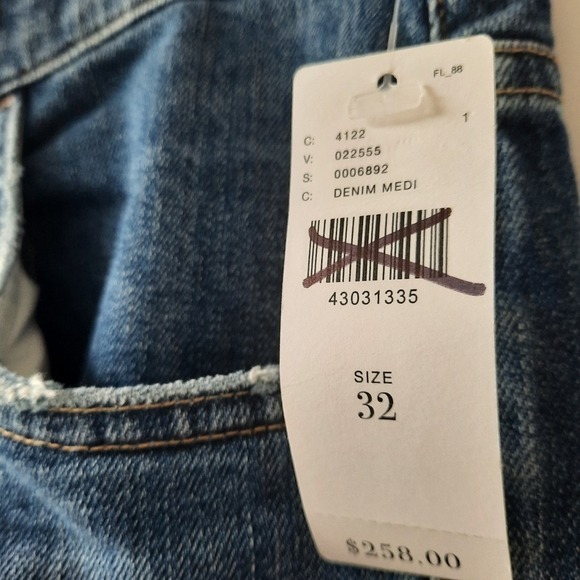 FL_88
1
C: 4122
V: 022555
S: 0006892
C: DENIM MEDI
43031335
SIZE
32
$258.00